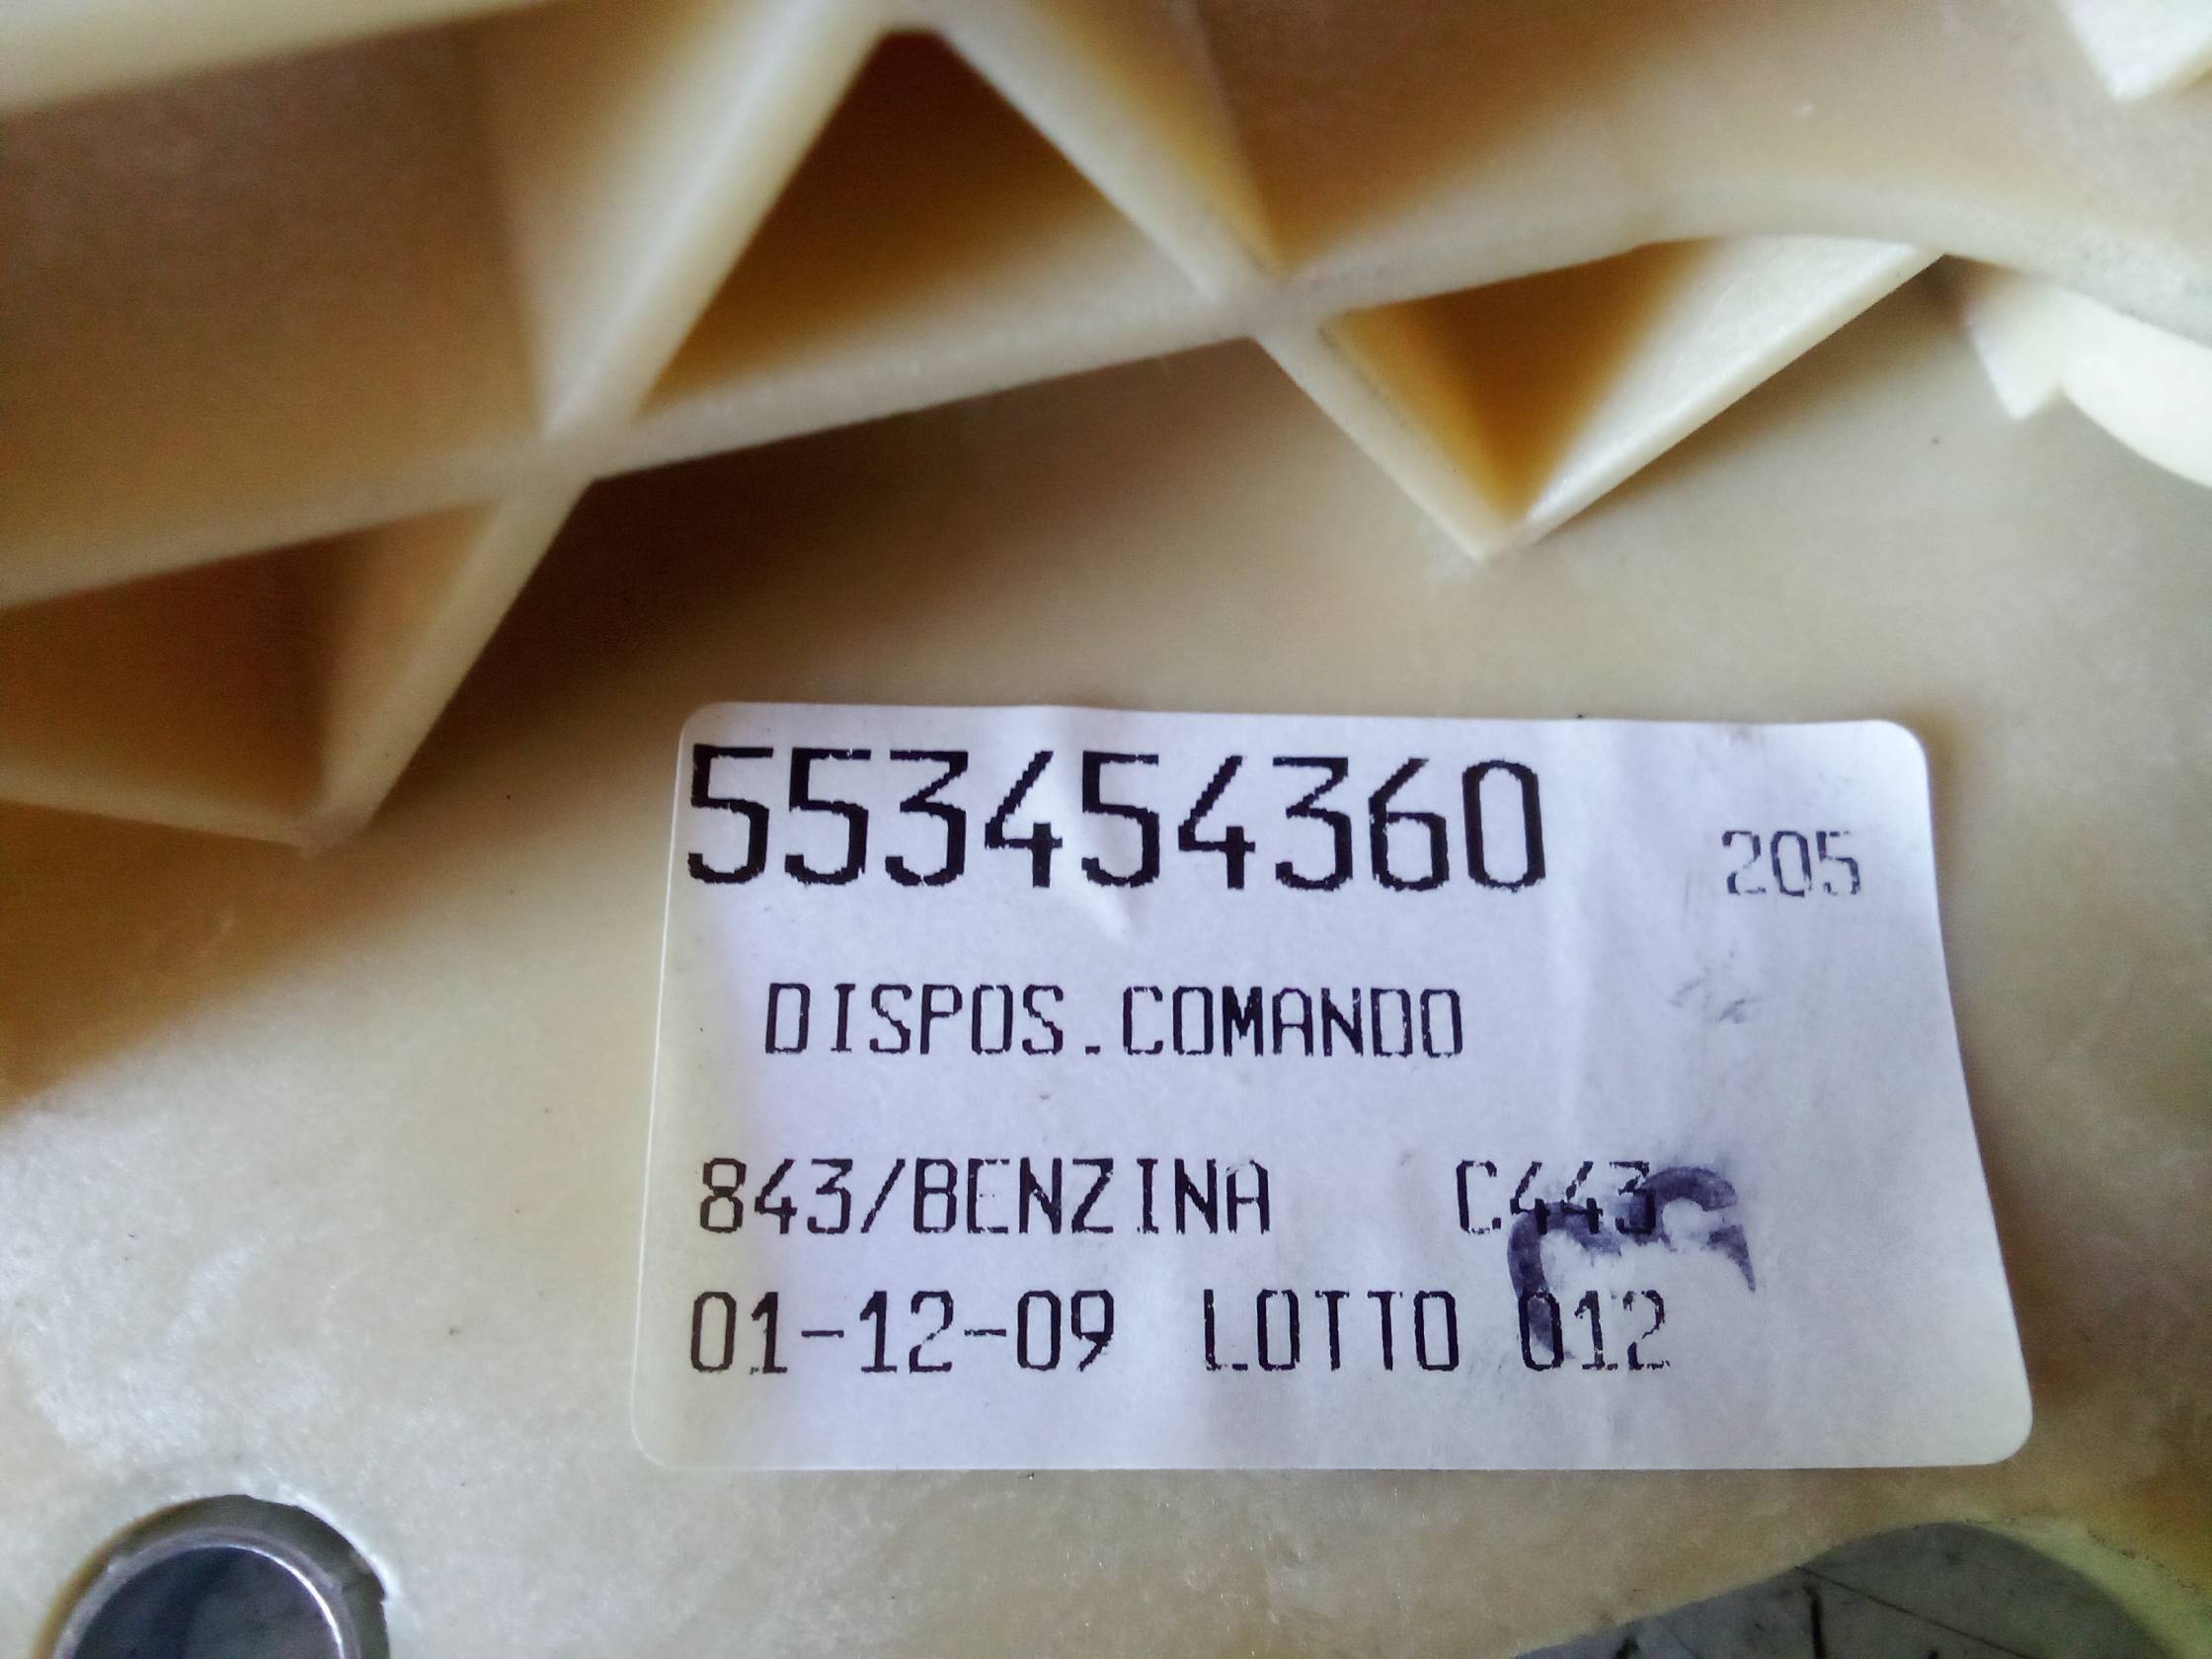 553454360 205
DISPOS.COMANDO
843/BENZINA C443
01-12-09 LOTTO 012